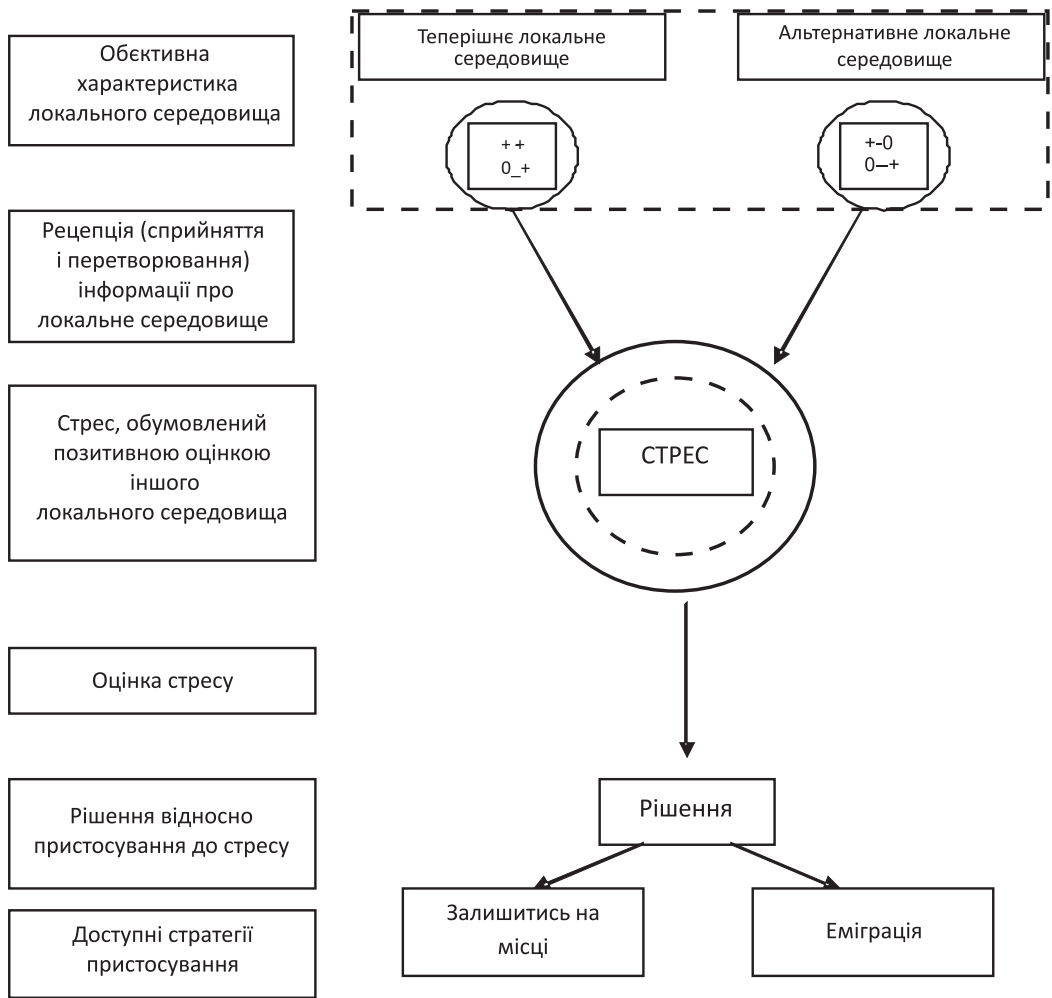 Обєктивна
характеристика
локального середовища
Теперішнє локальне
середовище
Альтернативне локальне
середовище
+ +
0_+
+-0
0–+
Рецепція (сприйняття
і перетворювання)
інформації про
локальне середовище
Стрес, обумовлений
позитивною оцінкою
іншого
локального середовища
СТРЕС
Оцінка стресу
Рішення відносно
пристосування до стресу
Рішення
Залишитись на
місці
Еміграція
Доступні стратегії
пристосування